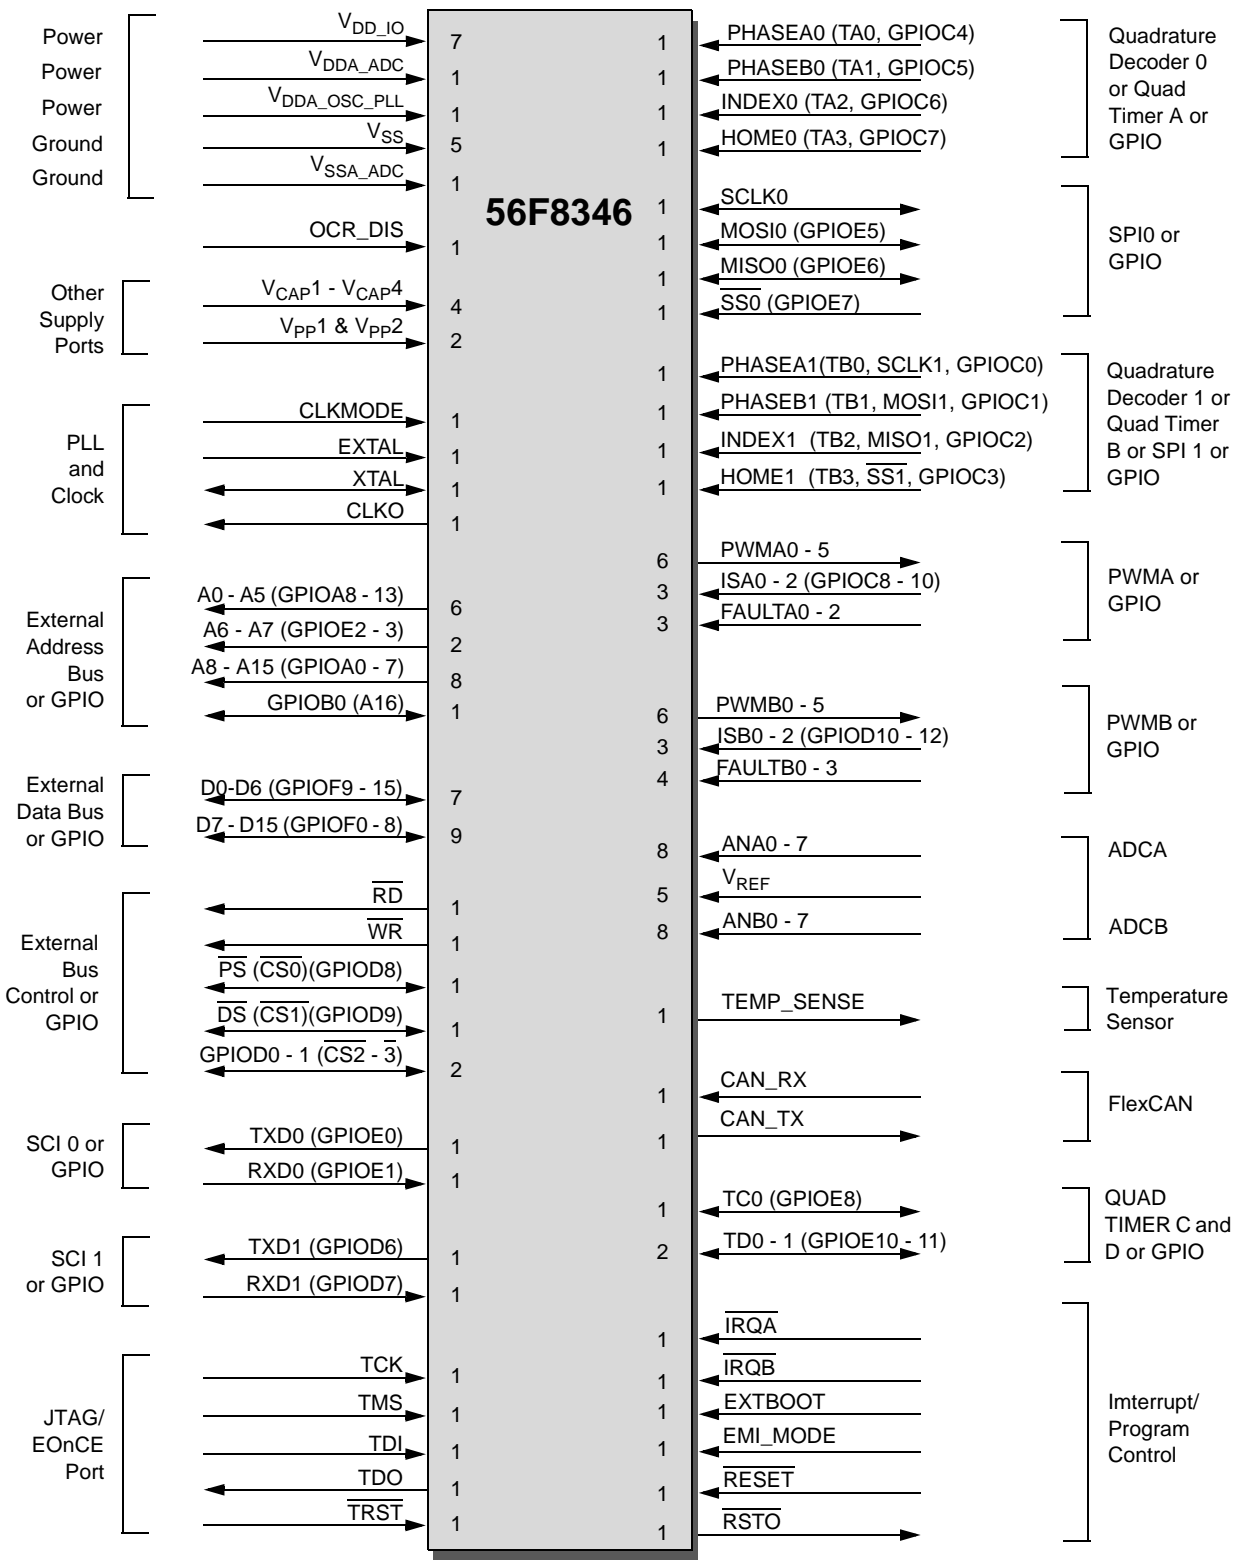 56F8346
Power
V_DD_IO
7
Power
V_DDA_ADC
1
Power
V_DDA_OSC_PLL
1
Ground
V_SS
5
Ground
V_SSA_ADC
1
OCR_DIS
1
Other
Supply
Ports
V_CAP1 - V_CAP4
4
V_PP1 & V_PP2
2
PLL
and
Clock
CLKMODE
1
EXTAL
1
XTAL
1
CLKO
1
External
Address
Bus
or GPIO
A0 - A5 (GPIOA8 - 13)
6
A6 - A7 (GPIOE2 - 3)
2
A8 - A15 (GPIOA0 - 7)
8
GPIOB0 (A16)
1
External
Data Bus
or GPIO
D0-D6 (GPIOF9 - 15)
7
D7 - D15 (GPIOF0 - 8)
9
External
Bus
Control or
GPIO
RD
1
WR
1
PS (CS0)(GPIOD8)
1
DS (CS1)(GPIOD9)
1
GPIOD0 - 1 (CS2 - 3)
2
SCI 0 or
GPIO
TXD0 (GPIOE0)
1
RXD0 (GPIOE1)
1
SCI 1
or GPIO
TXD1 (GPIOD6)
1
RXD1 (GPIOD7)
1
JTAG/
EOnCE
Port
TCK
1
TMS
1
TDI
1
TDO
1
TRST
1
1
PHASEA0 (TA0, GPIOC4)
1
PHASEB0 (TA1, GPIOC5)
1
INDEX0 (TA2, GPIOC6)
1
HOME0 (TA3, GPIOC7)
Quadrature
Decoder 0
or Quad
Timer A or
GPIO
1
SCLK0
1
MOSI0 (GPIOE5)
1
MISO0 (GPIOE6)
1
SS0 (GPIOE7)
SPI0 or
GPIO
1
PHASEA1(TB0, SCLK1, GPIOC0)
1
PHASEB1 (TB1, MOSI1, GPIOC1)
1
INDEX1 (TB2, MISO1, GPIOC2)
1
HOME1 (TB3, SS1, GPIOC3)
Quadrature
Decoder 1 or
Quad Timer
B or SPI 1 or
GPIO
6
PWMA0 - 5
3
ISA0 - 2 (GPIOC8 - 10)
3
FAULTA0 - 2
PWMA or
GPIO
6
PWMB0 - 5
3
ISB0 - 2 (GPIOD10 - 12)
4
FAULTB0 - 3
PWMB or
GPIO
8
ANA0 - 7
ADCA
5
V_REF
8
ANB0 - 7
ADCB
1
TEMP_SENSE
Temperature
Sensor
1
CAN_RX
1
CAN_TX
FlexCAN
1
TC0 (GPIOE8)
2
TD0 - 1 (GPIOE10 - 11)
QUAD
TIMER C and
D or GPIO
1
IRQA
1
IRQB
1
EXTBOOT
1
EMI_MODE
1
RESET
1
RSTO
Imterrupt/
Program
Control